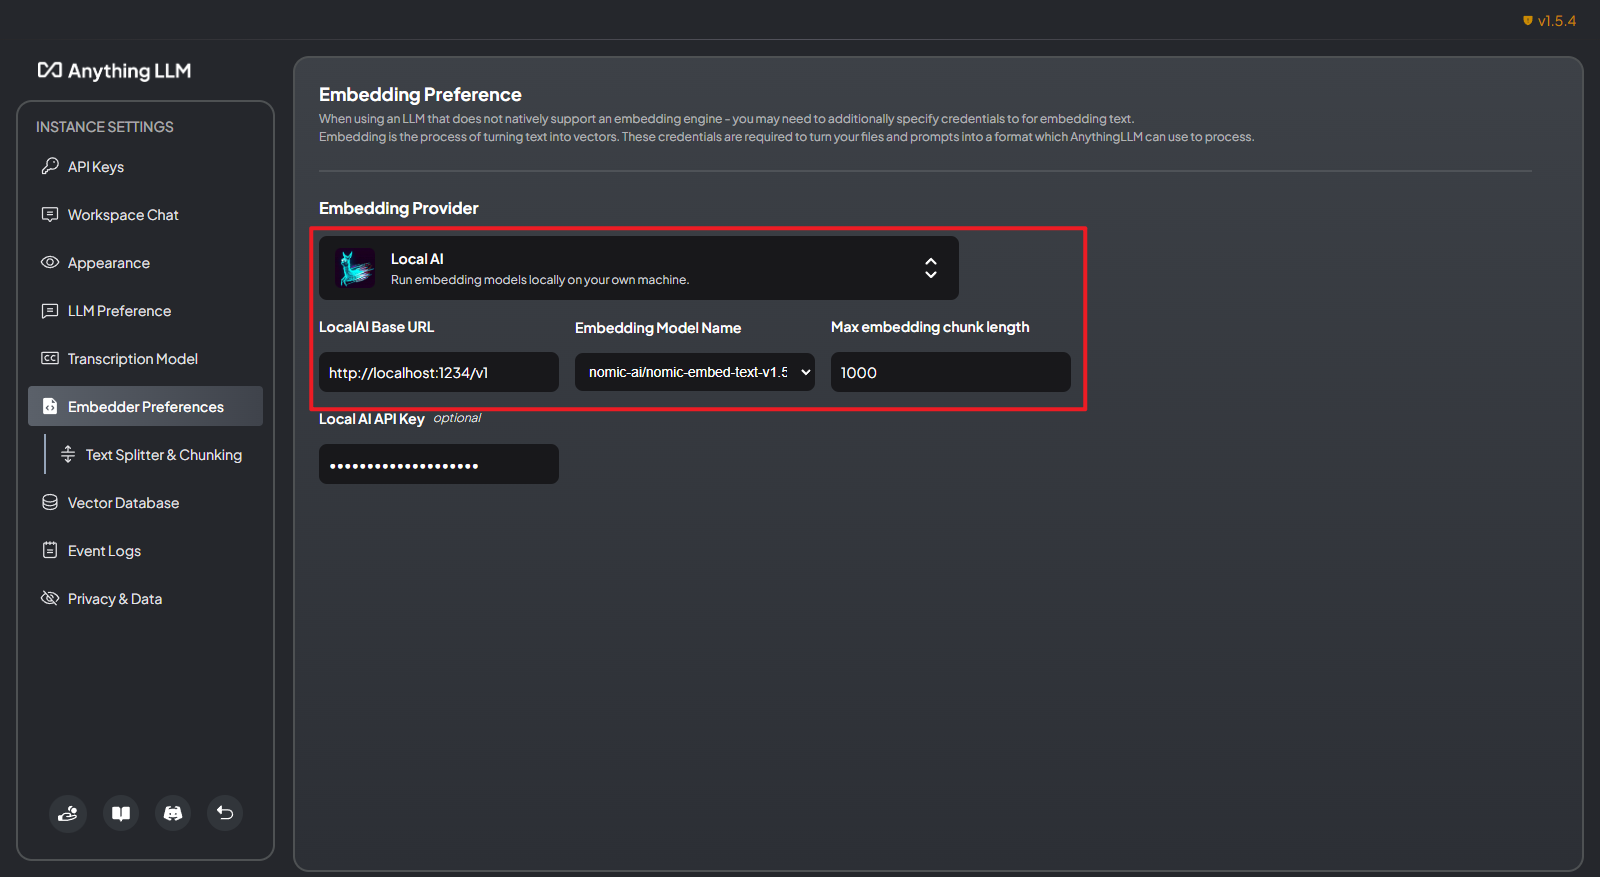 v1.5.4
Anything LLM
INSTANCE SETTINGS
API Keys
Workspace Chat
Appearance
LLM Preference
Transcription Model
Embedder Preferences
Text Splitter & Chunking
Vector Database
Event Logs
Privacy & Data
Embedding Preference
When using an LLM that does not natively support an embedding engine - you may need to additionally specify credentials to for embedding text.
Embedding is the process of turning text into vectors. These credentials are required to turn your files and prompts into a format which AnythingLLM can use to process.
Embedding Provider
Local AI
Run embedding models locally on your own machine.
LocalAI Base URL
http://localhost:1234/v1
Embedding Model Name
nomic-ai/nomic-embed-text-v1.5
Max embedding chunk length
1000
Local AI API Key optional
••••••••••••••••••••